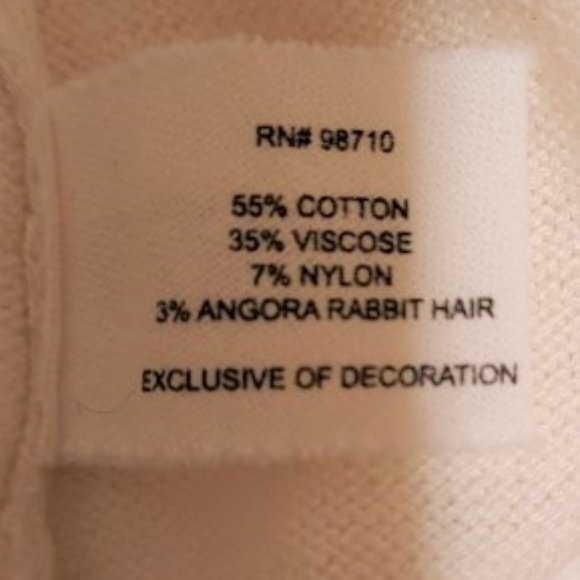 RN# 98710
55% COTTON
35% VISCOSE
7% NYLON
3% ANGORA RABBIT HAIR
EXCLUSIVE OF DECORATION